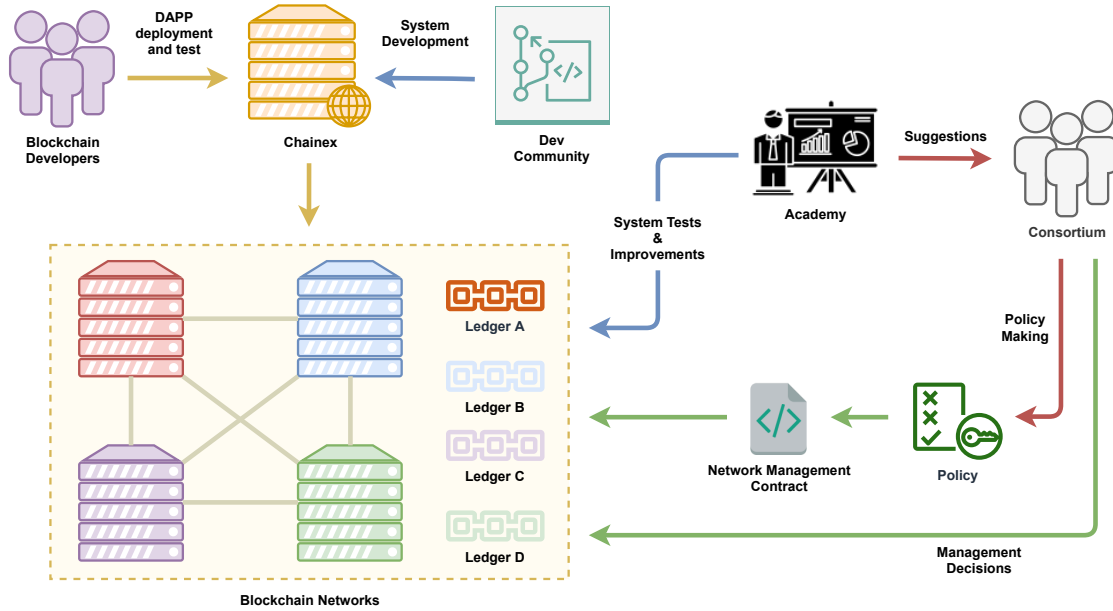 DAPP
deployment
and test
System
Development
Blockchain
Developers
Chainex
Dev
Community
Suggestions
Academy
Consortium
System Tests
&
Improvements
Ledger A
Policy
Making
Ledger B
Ledger C
Network Management
Contract
Policy
Ledger D
Management
Decisions
Blockchain Networks